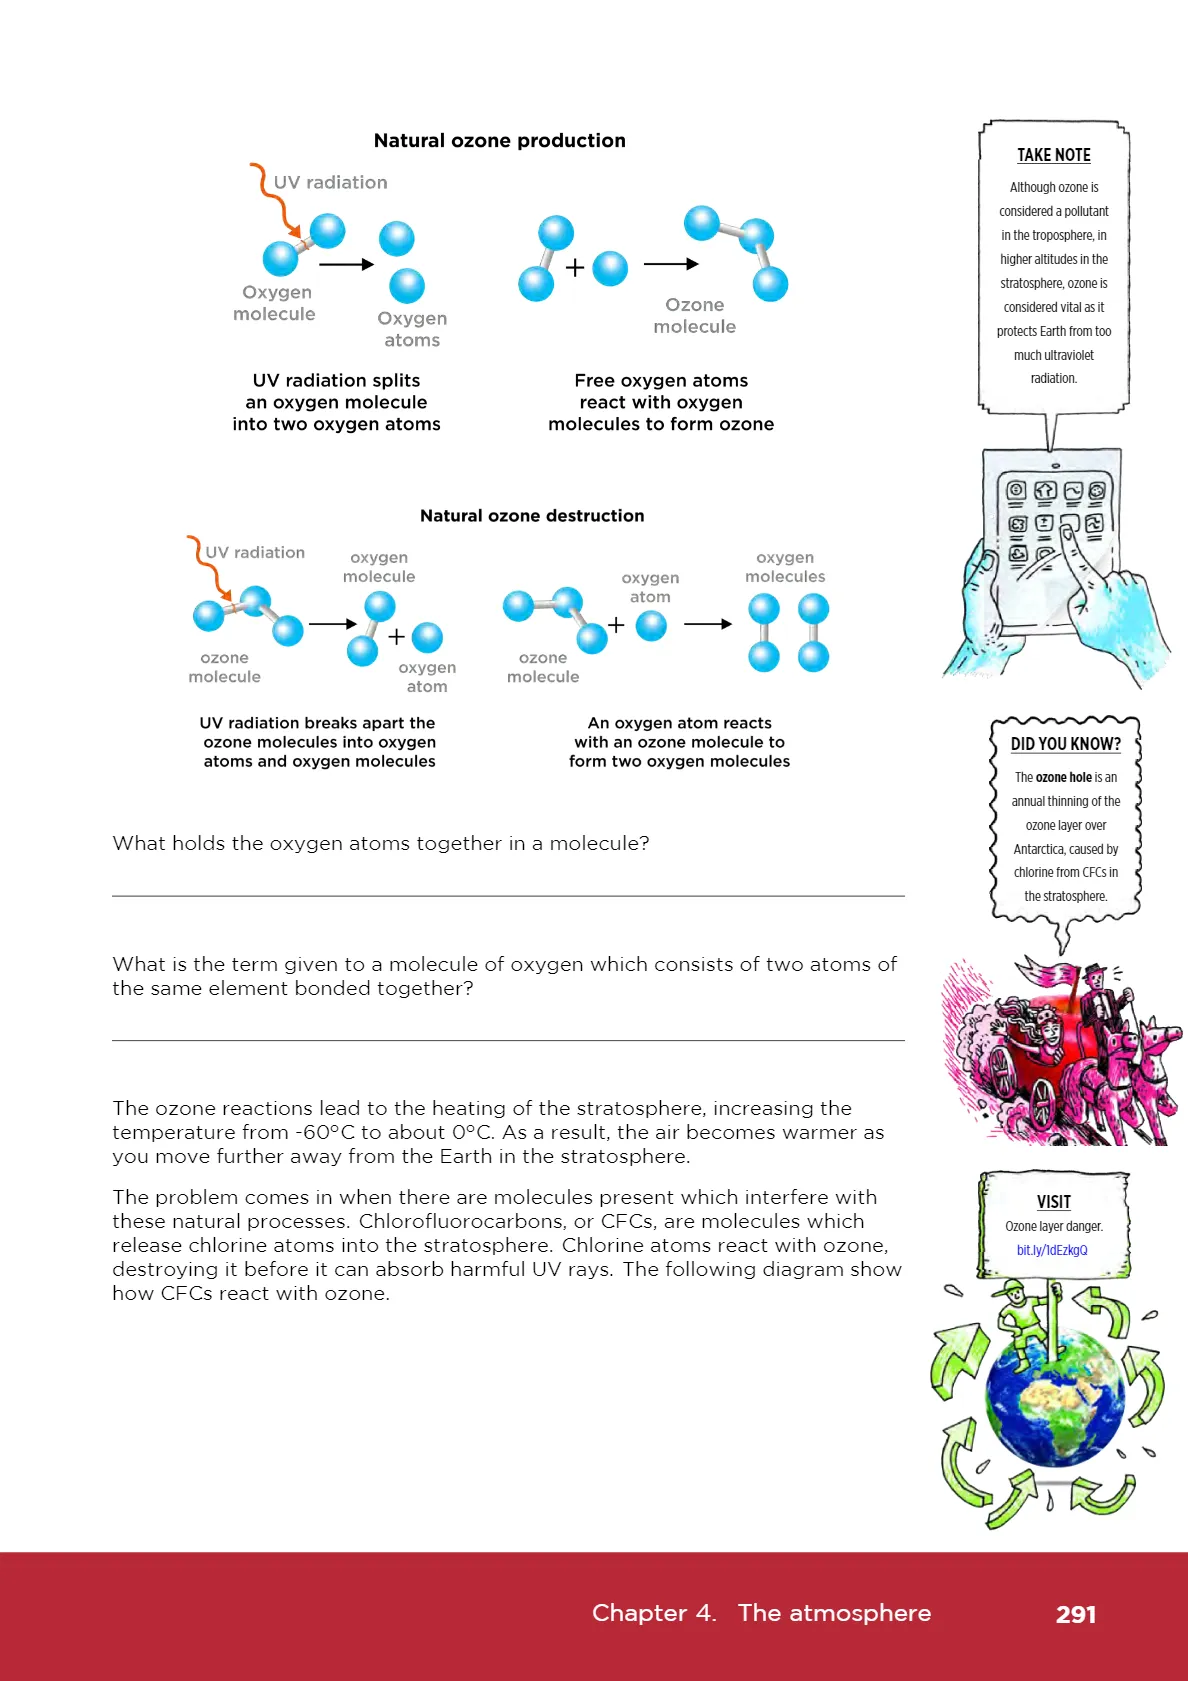 Natural ozone production
UV radiation
Oxygen
molecule
Oxygen
atoms
+
Ozone
molecule
UV radiation splits
an oxygen molecule
into two oxygen atoms
Free oxygen atoms
react with oxygen
molecules to form ozone
Natural ozone destruction
UV radiation
oxygen
molecule
+
ozone
molecule
oxygen
atom
oxygen
atom
+
oxygen
molecules
ozone
molecule
UV radiation breaks apart the
ozone molecules into oxygen
atoms and oxygen molecules
An oxygen atom reacts
with an ozone molecule to
form two oxygen molecules
What holds the oxygen atoms together in a molecule?
What is the term given to a molecule of oxygen which consists of two atoms of
the same element bonded together?
The ozone reactions lead to the heating of the stratosphere, increasing the
temperature from -60°C to about 0°C. As a result, the air becomes warmer as
you move further away from the Earth in the stratosphere.
The problem comes in when there are molecules present which interfere with
these natural processes. Chlorofluorocarbons, or CFCs, are molecules which
release chlorine atoms into the stratosphere. Chlorine atoms react with ozone,
destroying it before it can absorb harmful UV rays. The following diagram show
how CFCs react with ozone.
TAKE NOTE
Although ozone is
considered a pollutant
in the troposphere, in
higher altitudes in the
stratosphere, ozone is
considered vital as it
protects Earth from too
much ultraviolet
radiation.
DID YOU KNOW?
The ozone hole is an
annual thinning of the
ozone layer over
Antarctica, caused by
chlorine from CFCs in
the stratosphere.
VISIT
Ozone layer danger.
bit.ly/1dEzkgQ
Chapter 4. The atmosphere
291